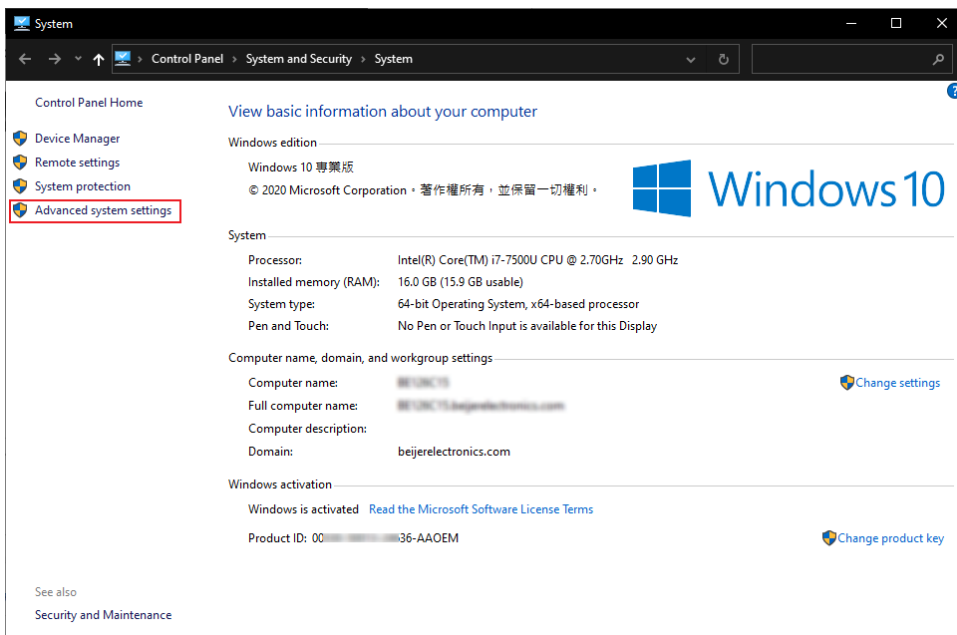 System
Control Panel > System and Security > System
Control Panel Home
Device Manager
Remote settings
System protection
Advanced system settings
View basic information about your computer
Windows edition
Windows 10 專業版
© 2020 Microsoft Corporation。著作權所有，並保留一切權利。
Windows 10
System
Processor: Intel(R) Core(TM) i7-7500U CPU @ 2.70GHz 2.90 GHz
Installed memory (RAM): 16.0 GB (15.9 GB usable)
System type: 64-bit Operating System, x64-based processor
Pen and Touch: No Pen or Touch Input is available for this Display
Computer name, domain, and workgroup settings
Computer name:
Change settings
Full computer name:
Computer description:
Domain: beijerelectronics.com
Windows activation
Windows is activated Read the Microsoft Software License Terms
Product ID: 00 36-AAOEM
Change product key
See also
Security and Maintenance